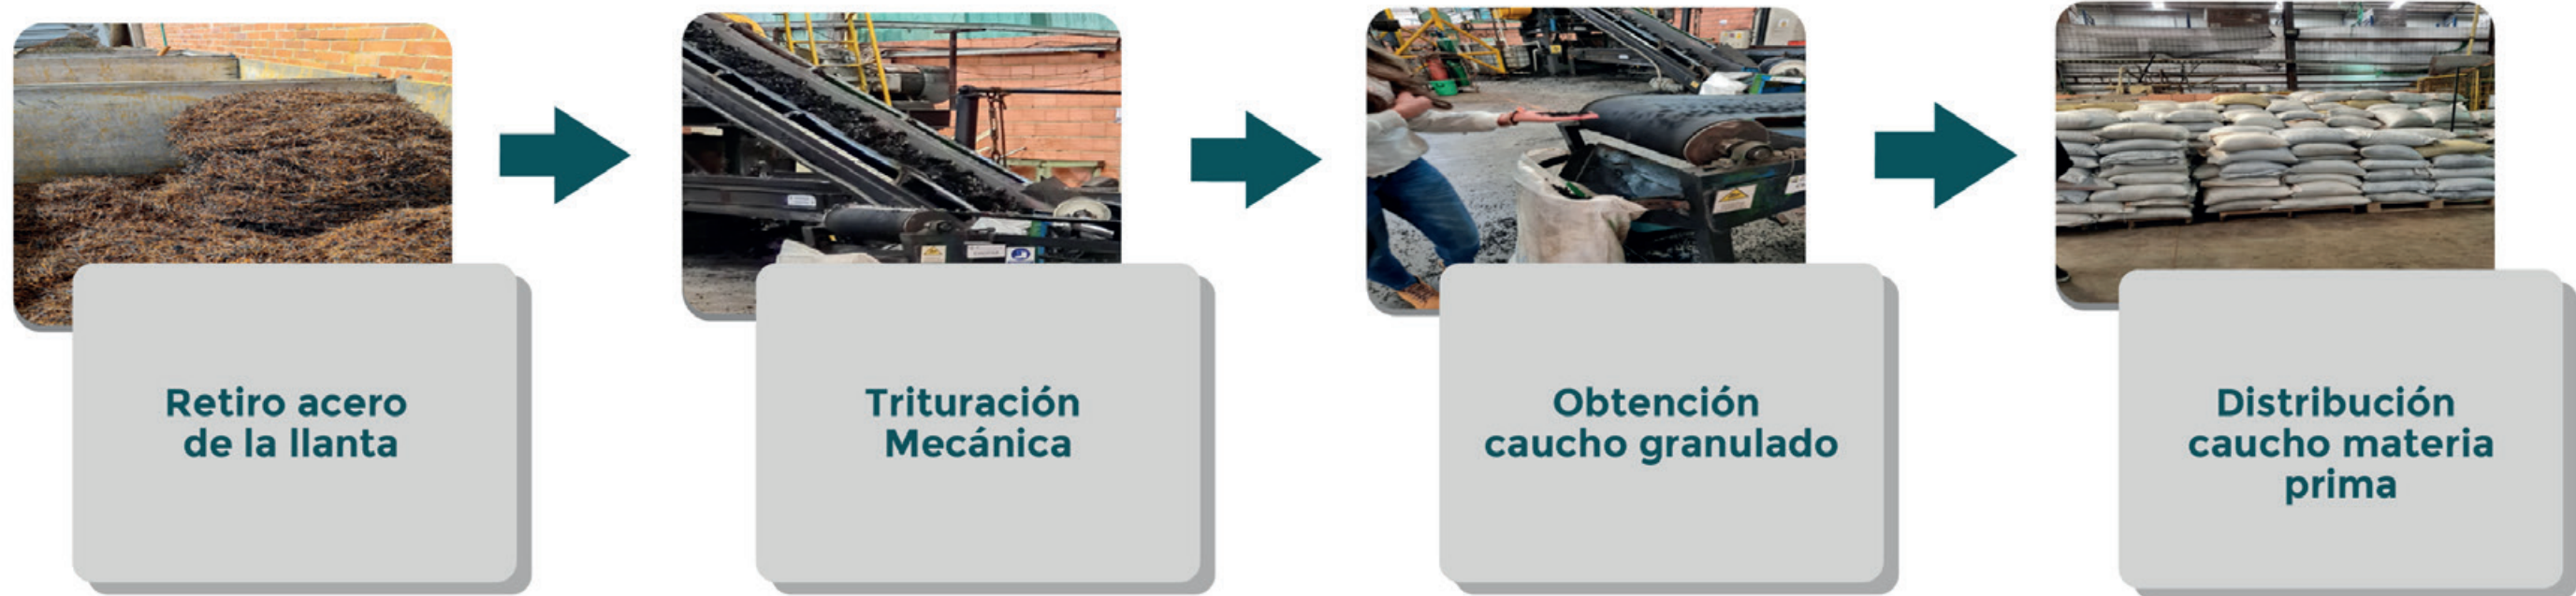 Retiro acero
de la llanta
Trituración
Mecánica
Obtención
caucho granulado
Distribución
caucho materia
prima